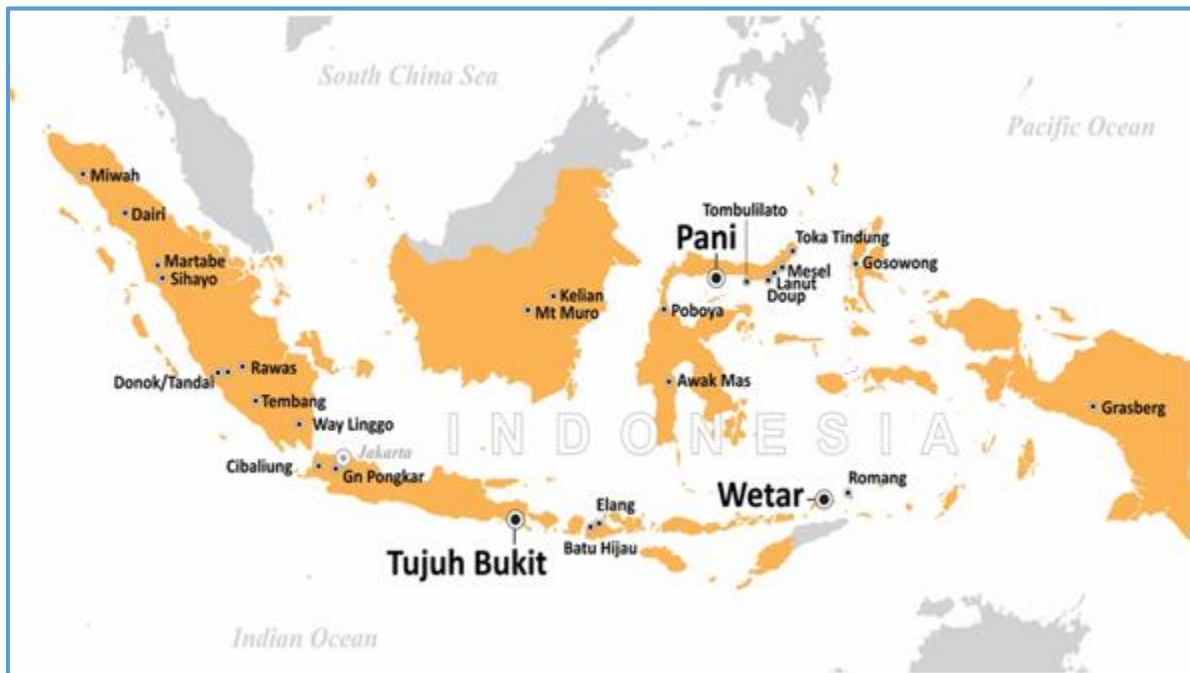 South China Sea
Pacific Ocean
Miwah
Dairi
Martabe
Sihayo
Tombulilato
Pani
Toka Tindung
Mesel
Gosowong
Lanut
Doup
Kelian
Mt Muro
Poboya
Donok/Tandai
Rawas
Awak Mas
Tembang
Grasberg
Way Linggo
INDONESIA
Jakarta
Cibaliung
Gn Pongkar
Romang
Wetar
Elang
Batu Hijau
Tujuh Bukit
Indian Ocean